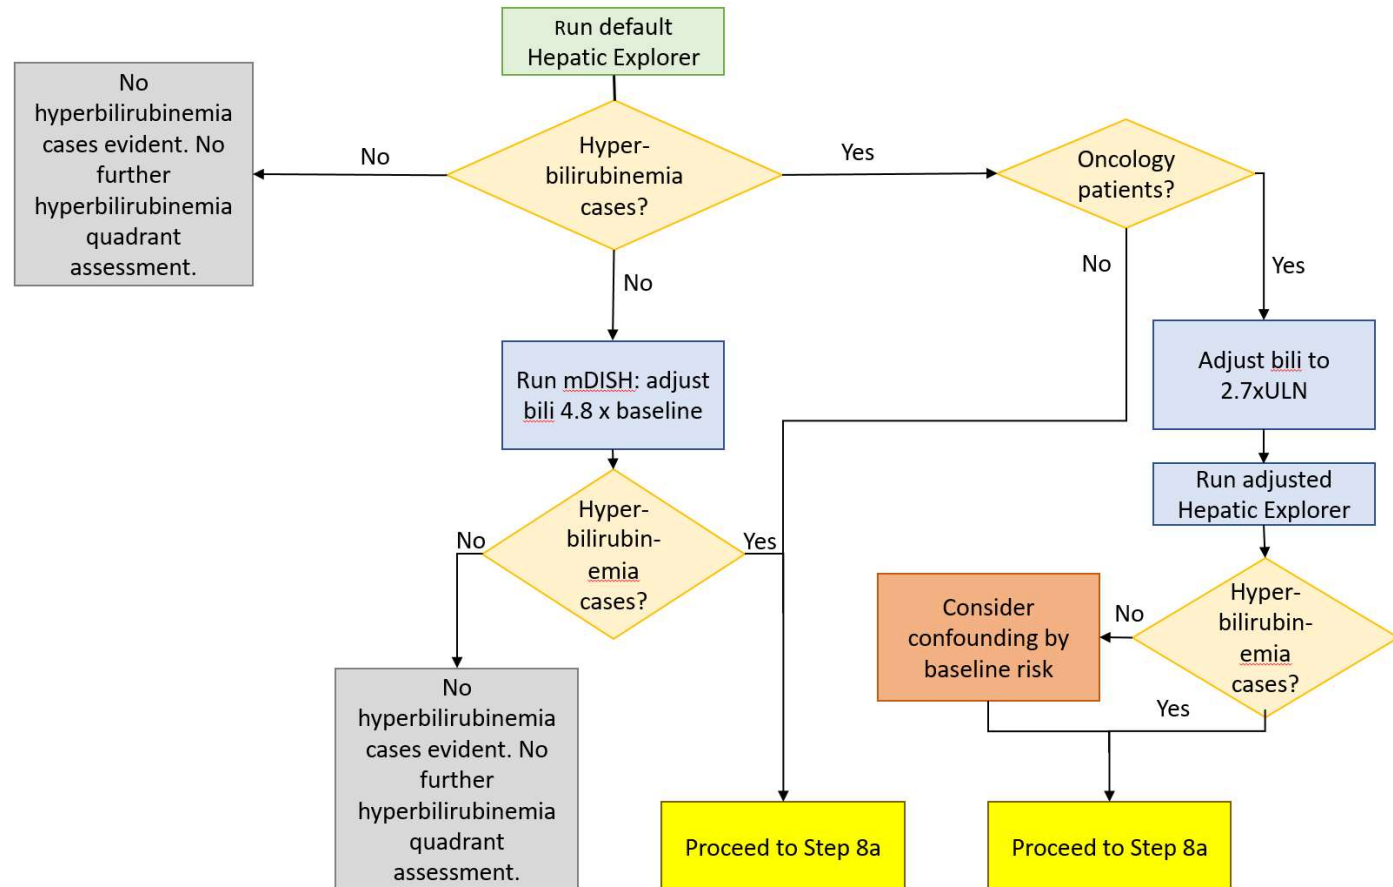 Run default
Hepatic Explorer
No
hyperbilirubinemia
cases evident. No
further
hyperbilirubinemia
quadrant
assessment.
No
Hyper-
bilirubinemia
cases?
Yes
Oncology
patients?
No
No
Yes
Run mDISH: adjust
bili 4.8 x baseline
Adjust bili to
2.7xULN
Run adjusted
Hepatic Explorer
No
Hyper-
bilirubin-
emia
cases?
Yes
Consider
confounding by
baseline risk
No
Hyper-
bilirubin-
emia
cases?
Yes
No
hyperbilirubinemia
cases evident. No
further
hyperbilirubinemia
quadrant
assessment.
Proceed to Step 8a
Proceed to Step 8a